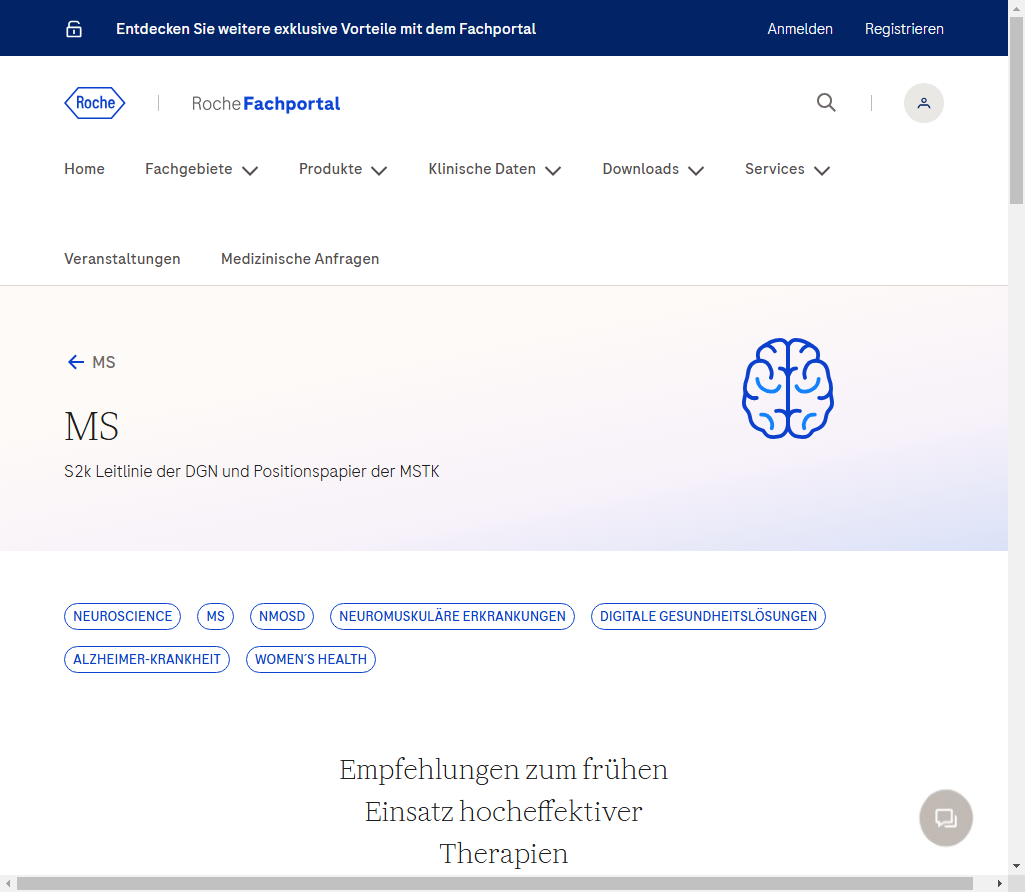 Entdecken Sie weitere exklusive Vorteile mit dem Fachportal
Anmelden
Registrieren
Roche
Roche Fachportal
Home
Fachgebiete
Produkte
Klinische Daten
Downloads
Services
Veranstaltungen
Medizinische Anfragen
MS
MS
S2k Leitlinie der DGN und Positionspapier der MSTK
NEUROSCIENCE
MS
NMOSD
NEUROMUSKULÄRE ERKRANKUNGEN
DIGITALE GESUNDHEITSLÖSUNGEN
ALZHEIMER-KRANKHEIT
WOMEN´S HEALTH
Empfehlungen zum frühen
Einsatz hocheffektiver
Therapien